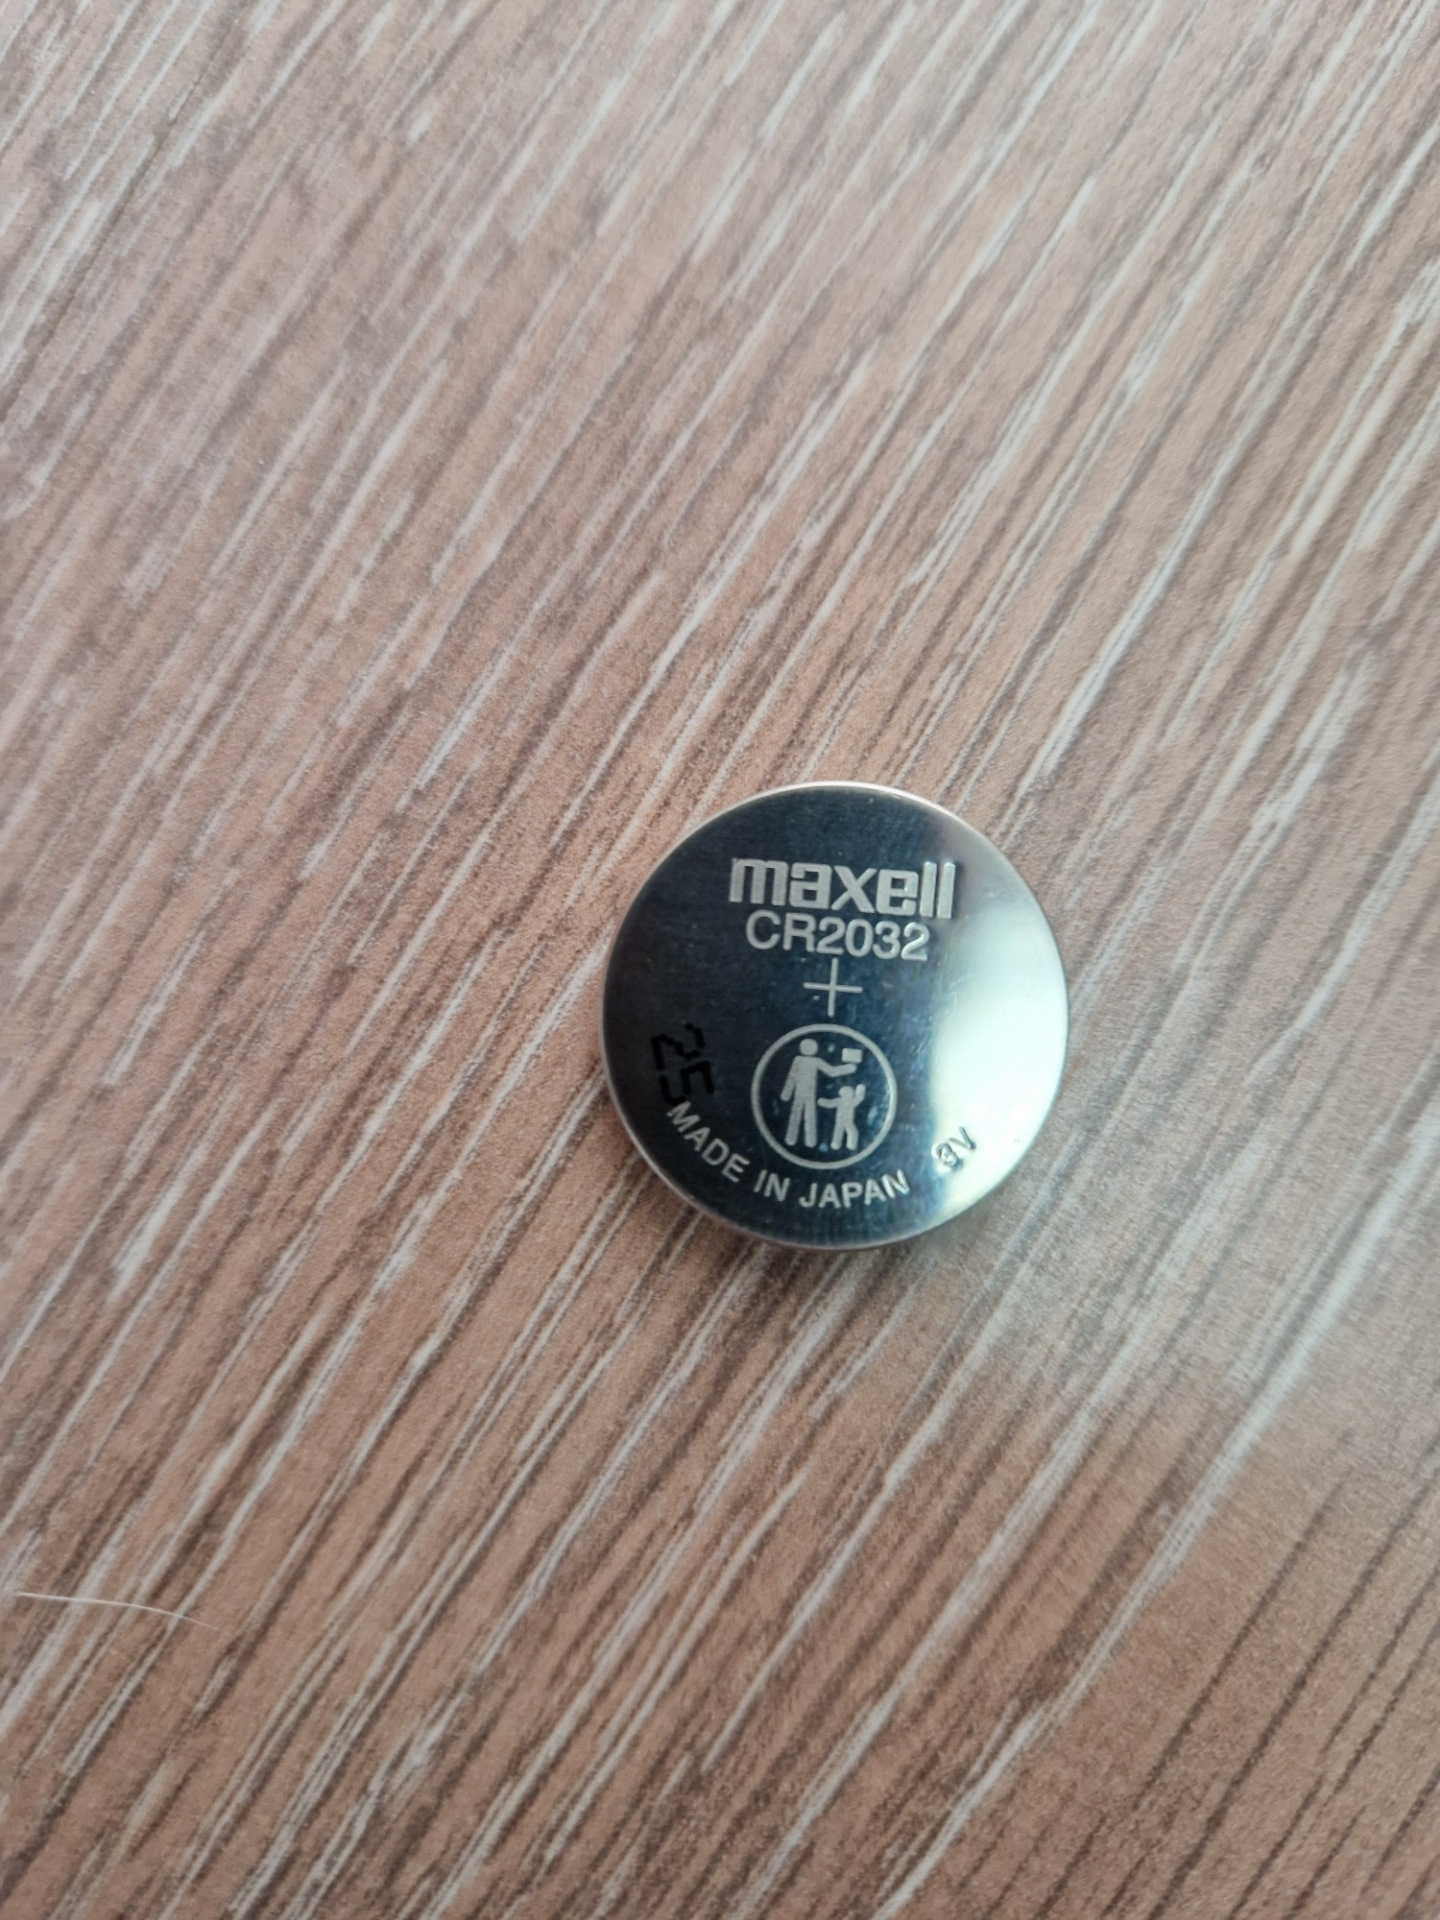 maxell
CR2032
+
25
MADE IN JAPAN 3V